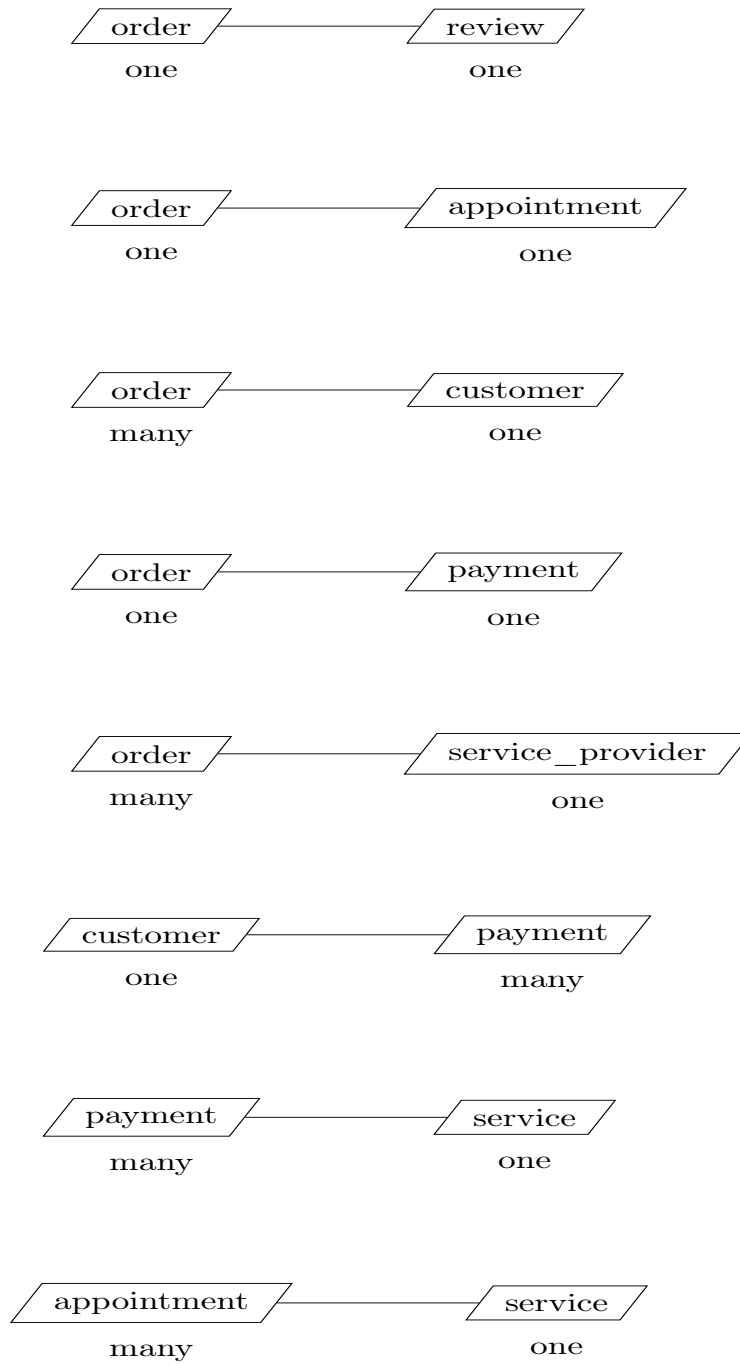 order review
one one
order appointment
one one
order customer
many one
order payment
one one
order service_provider
many one
customer payment
one many
payment service
many one
appointment service
many one